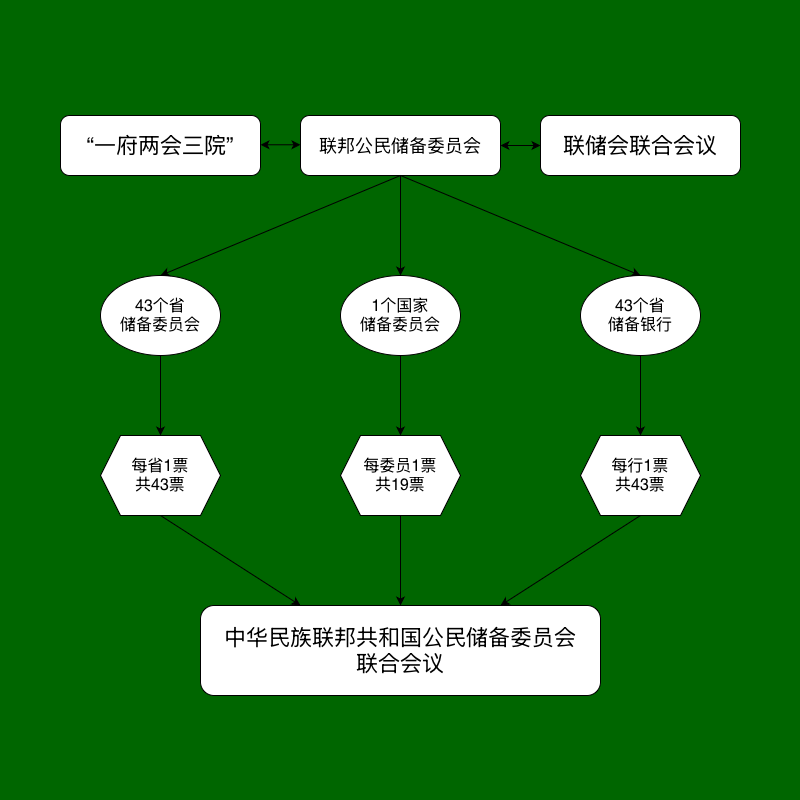 “一府两会三院”
联邦公民储备委员会
联储会联合会议
43个省
储备委员会
1个国家
储备委员会
43个省
储备银行
每省1票
共43票
每委员1票
共19票
每行1票
共43票
中华民族联邦共和国公民储备委员会
联合会议